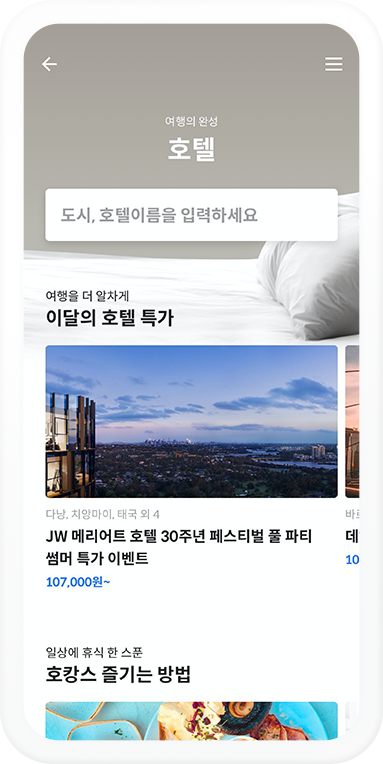 여행의 완성
호텔
도시, 호텔이름을 입력하세요
여행을 더 알차게
이달의 호텔 특가
다낭, 치앙마이, 태국 외 4
바르
JW 메리어트 호텔 30주년 페스티벌 풀 파티
데
썸머 특가 이벤트
107,000원~
10
일상에 휴식 한 스푼
호캉스 즐기는 방법